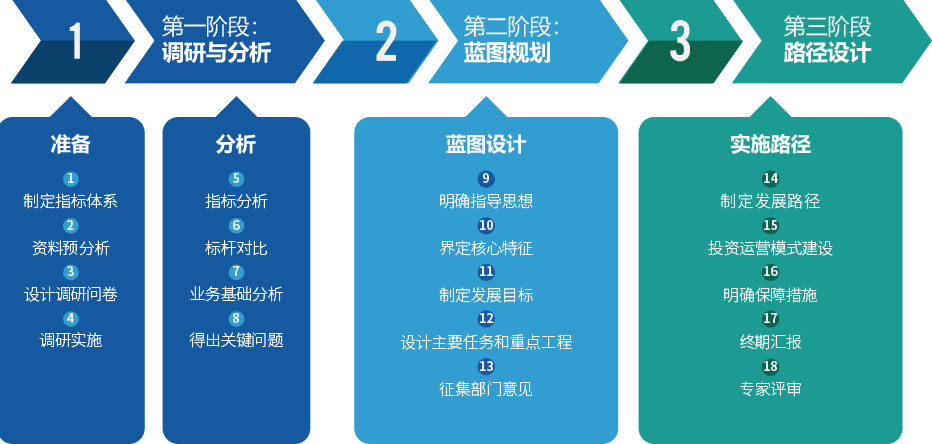 1
第一阶段：
调研与分析
2
第二阶段：
蓝图规划
3
第三阶段
路径设计
准备
1
制定指标体系
2
资料预分析
3
设计调研问卷
4
调研实施
分析
5
指标分析
6
标杆对比
7
业务基础分析
8
得出关键问题
蓝图设计
9
明确指导思想
10
界定核心特征
11
制定发展目标
12
设计主要任务和重点工程
13
征集部门意见
实施路径
14
制定发展路径
15
投资运营模式建设
16
明确保障措施
17
终期汇报
18
专家评审